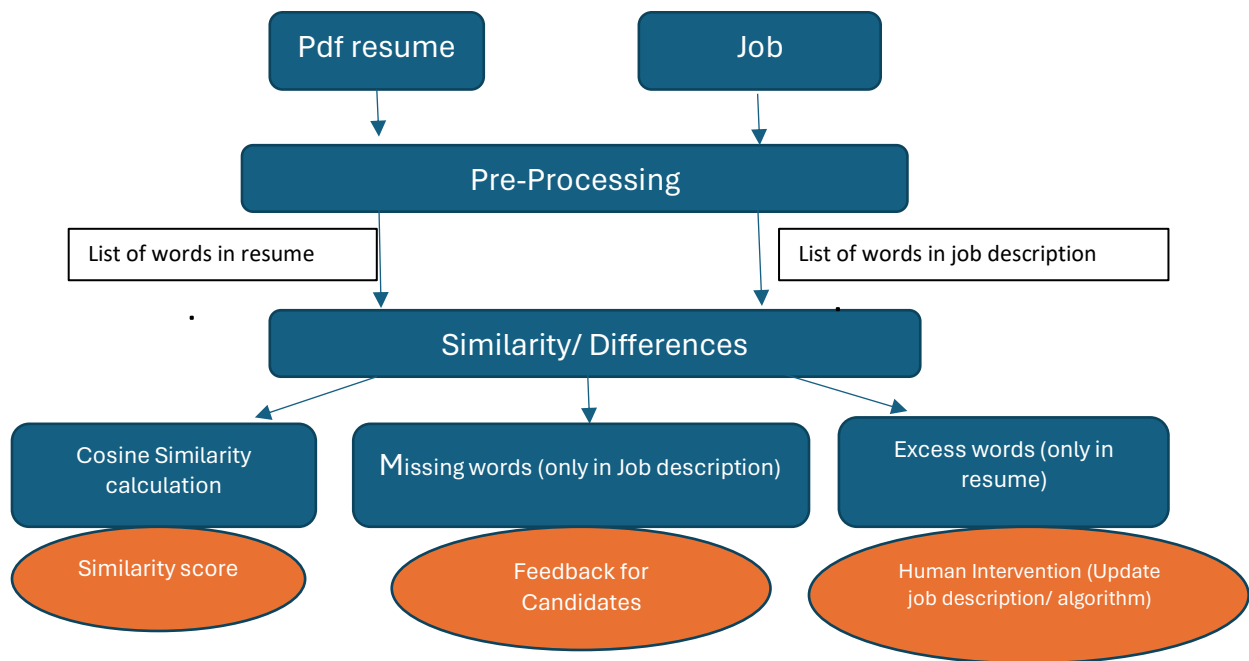 Pdf resume
Job
Pre-Processing
List of words in resume
List of words in job description
Similarity/ Differences
Cosine Similarity
calculation
Missing words (only in Job description)
Excess words (only in
resume)
Similarity score
Feedback for
Candidates
Human Intervention (Update
job description/ algorithm)